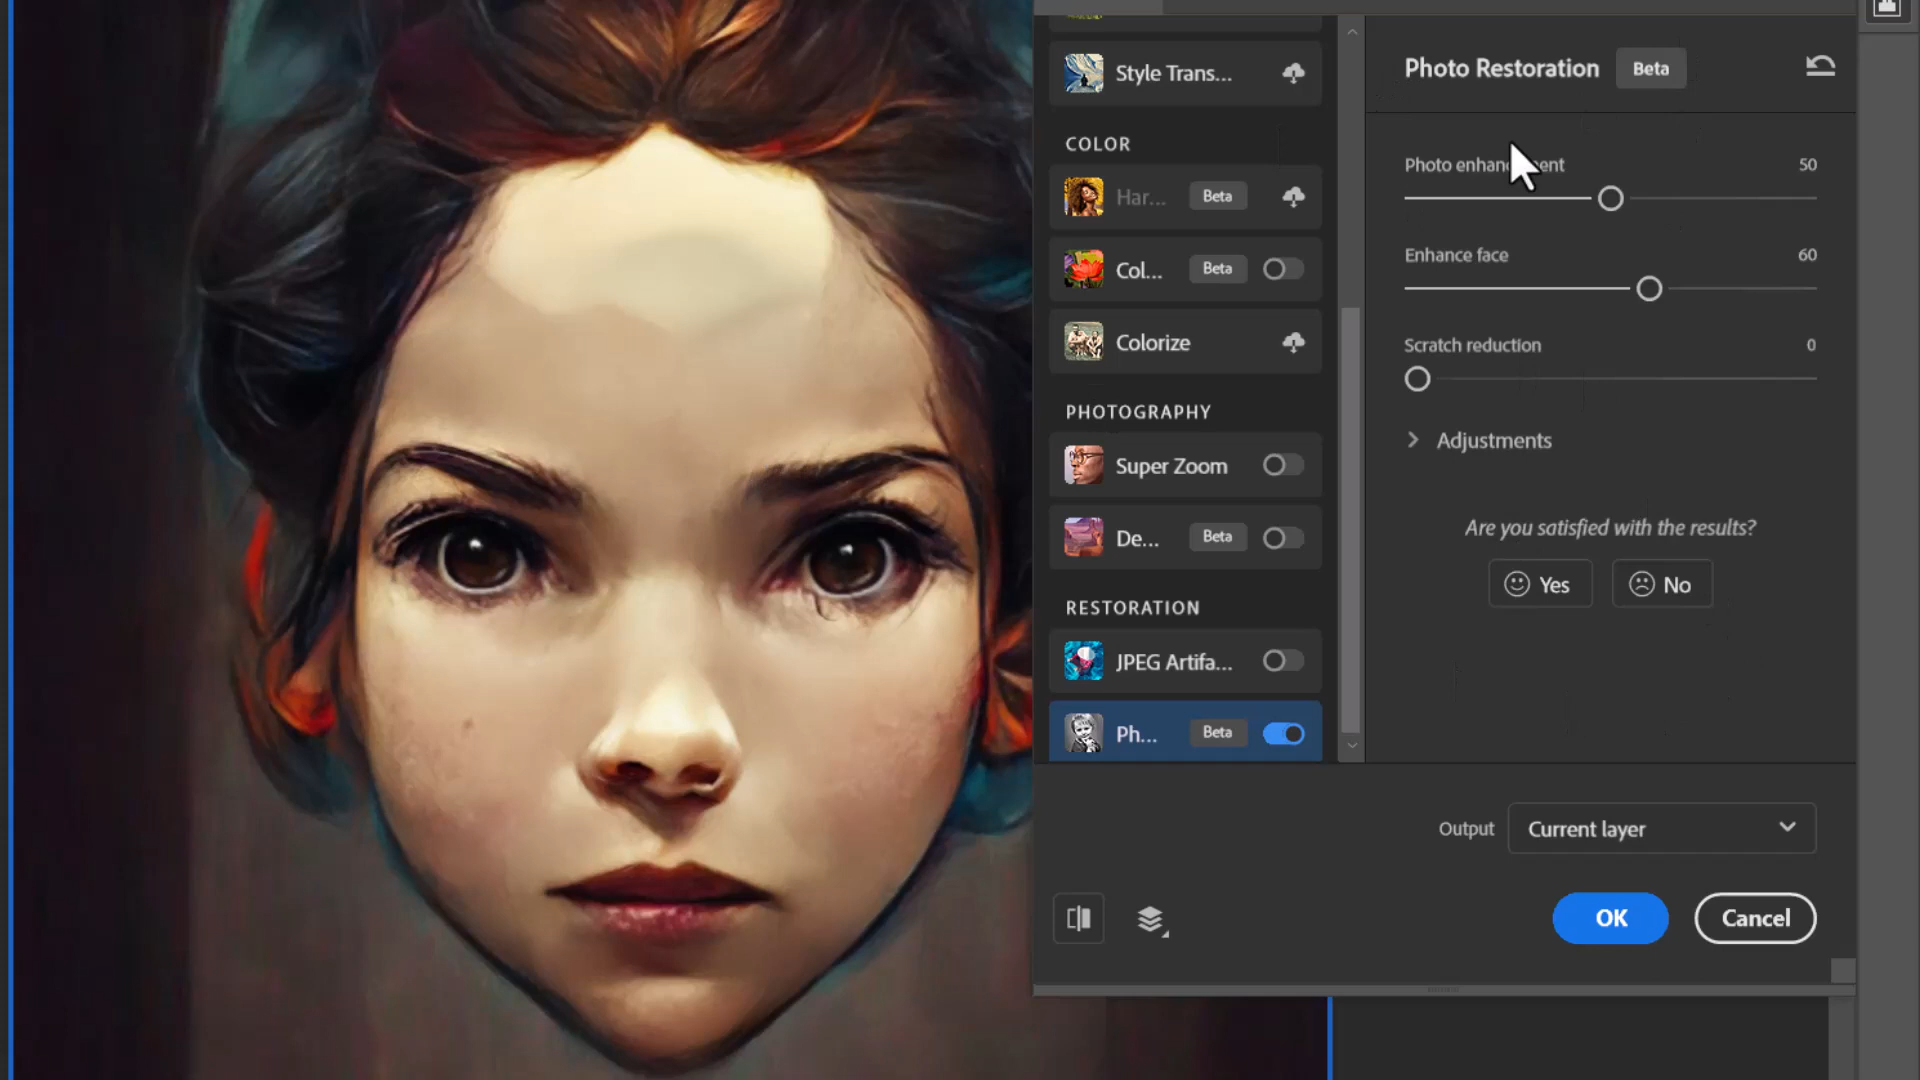 Style Trans...
COLOR
Har... Beta
Col... Beta
Colorize
PHOTOGRAPHY
Super Zoom
De... Beta
RESTORATION
JPEG Artifa...
Ph... Beta
Photo Restoration Beta
Photo enhancement 50
Enhance face 60
Scratch reduction 0
Adjustments
Are you satisfied with the results?
Yes No
Output Current layer
OK Cancel